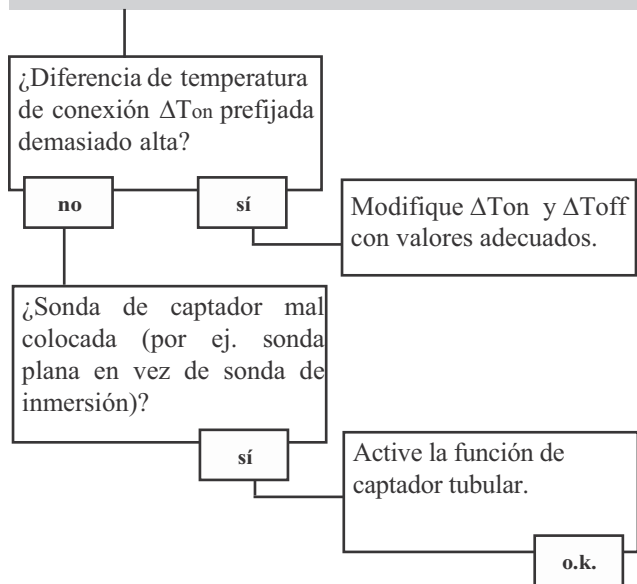 ¿Diferencia de temperatura
de conexión ΔTon prefijada
demasiado alta?
no
sí
Modifique ΔTon y ΔToff
con valores adecuados.
¿Sonda de captador mal
colocada (por ej. sonda
plana en vez de sonda de
inmersión)?
sí
Active la función de
captador tubular.
o.k.